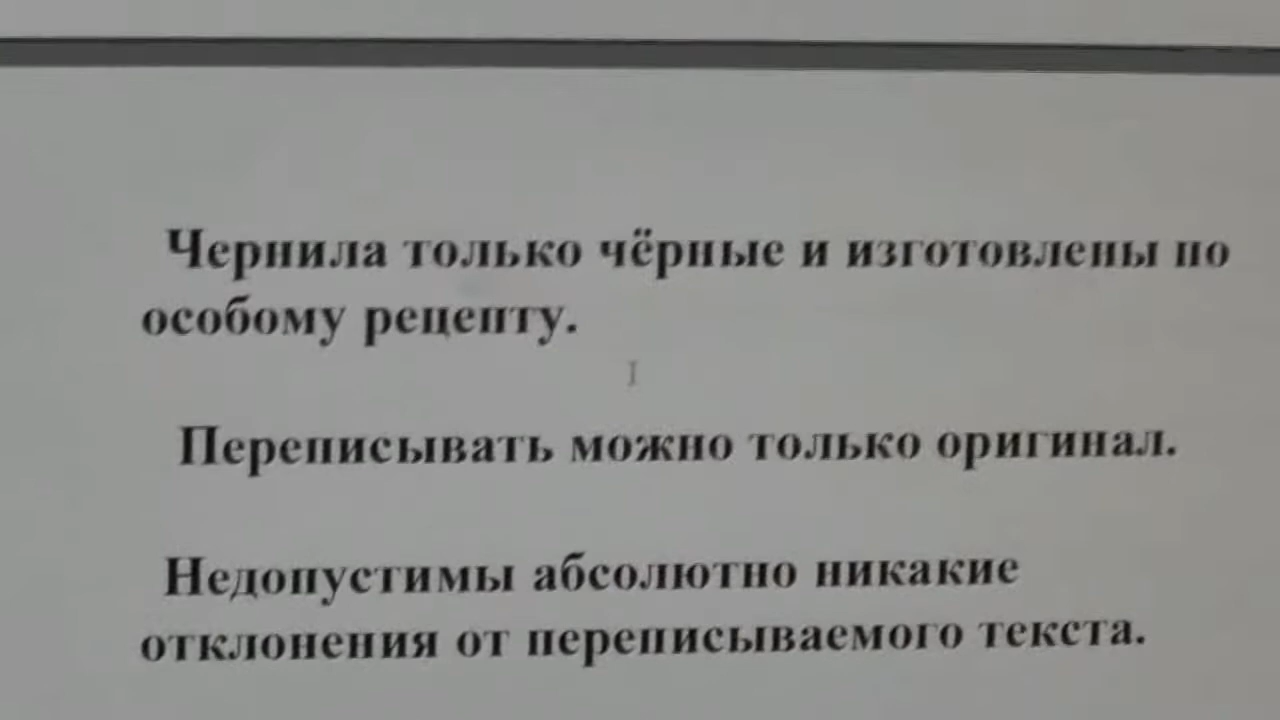 Чернила только чёрные и изготовлены по
особому рецепту.
Переписывать можно только оригинал.
Недопустимы абсолютно никакие
отклонения от переписываемого текста.